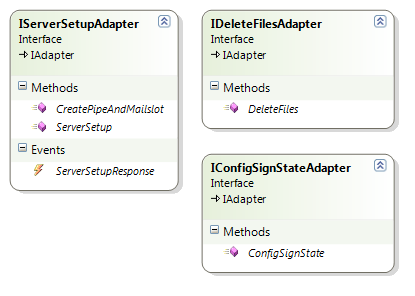 IServerSetupAdapter
Interface
IAdapter
Methods
CreatePipeAndMailslot
ServerSetup
Events
ServerSetupResponse
IDeleteFilesAdapter
Interface
IAdapter
Methods
DeleteFiles
IConfigSignStateAdapter
Interface
IAdapter
Methods
ConfigSignState